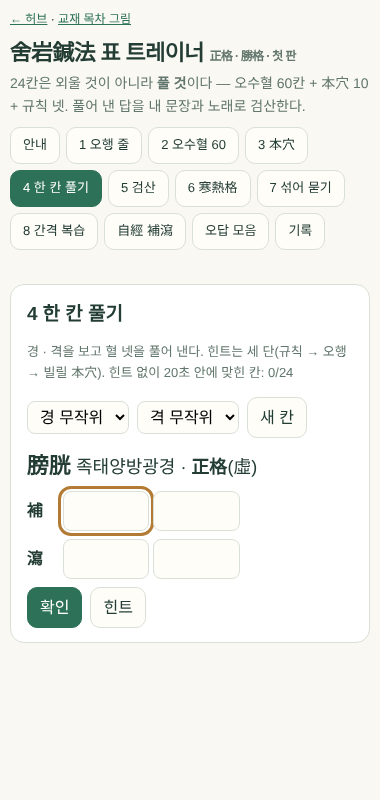 ← 허브 · 교재 목차 그림
舍岩鍼法 표 트레이너 正格 · 勝格 · 첫 판
24칸은 외울 것이 아니라 풀 것이다 — 오수혈 60칸 + 本穴 10
+ 규칙 넷. 풀어 낸 답을 내 문장과 노래로 검산한다.
안내 1 오행 줄 2 오수혈 60 3 本穴
4 한 칸 풀기 5 검산 6 寒熱格 7 섞어 묻기
8 간격 복습 自經 補瀉 오답 모음 기록
4 한 칸 풀기
경 · 격을 보고 혈 넷을 풀어 낸다. 힌트는 세 단(규칙 → 오행
→ 빌릴 本穴). 힌트 없이 20초 안에 맞힌 칸: 0/24
경 무작위 격 무작위 새 칸
膀胱 족태양방광경 · 正格(虛)
補
瀉
확인 힌트